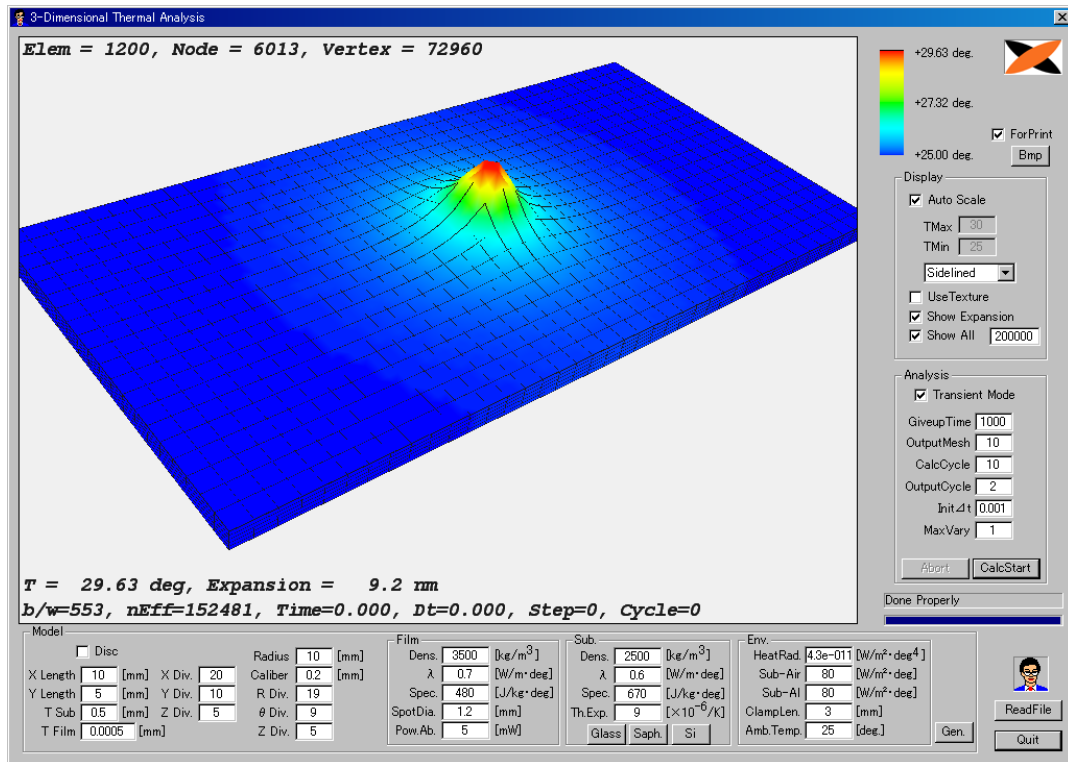 3-Dimensional Thermal Analysis
Elem = 1200, Node = 6013, Vertex = 72960
+29.63 deg.
+27.32 deg.
+25.00 deg.
ForPrint
Bmp
Display
Auto Scale
TMax 30
TMin 25
Sidelined
UseTexture
Show Expansion
Show All 200000
Analysis
Transient Mode
GiveupTime 1000
OutputMesh 10
CalcCycle 10
OutputCycle 2
Init⊿t 0.001
MaxVary 1
Abort CalcStart
Done Properly
T = 29.63 deg, Expansion = 9.2 nm
b/w=553, nEff=152481, Time=0.000, Dt=0.000, Step=0, Cycle=0
Model
Disc
X Length 10 [mm] X Div. 20
Y Length 5 [mm] Y Div. 10
T Sub 0.5 [mm] Z Div. 5
T Film 0.0005 [mm]
Radius 10 [mm]
Caliber 0.2 [mm]
R Div. 19
θ Div. 9
Z Div. 5
Film
Dens. 3500 [kg/m³]
λ 0.7 [W/m・deg]
Spec. 480 [J/kg・deg]
SpotDia. 1.2 [mm]
Pow.Ab. 5 [mW]
Sub.
Dens. 2500 [kg/m³]
λ 0.6 [W/m・deg]
Spec. 670 [J/kg・deg]
Th.Exp. 9 [×10⁻⁶/K]
Glass Saph. Si
Env.
HeatRad. 4.3e-011 [W/m²・deg⁴]
Sub-Air 80 [W/m²・deg]
Sub-Al 80 [W/m²・deg]
ClampLen. 3 [mm]
Amb.Temp. 25 [deg.]
Gen.
ReadFile
Quit